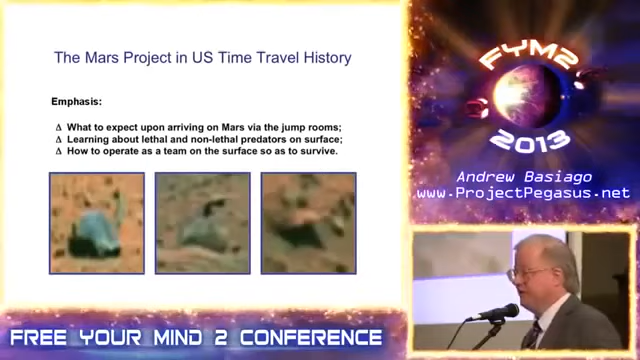 The Mars Project in US Time Travel History
Emphasis:
Δ What to expect upon arriving on Mars via the jump rooms;
Δ Learning about lethal and non-lethal predators on surface;
Δ How to operate as a team on the surface so as to survive.
FYM2
2013
Andrew Basiago
www.ProjectPegasus.net
FREE YOUR MIND 2 CONFERENCE